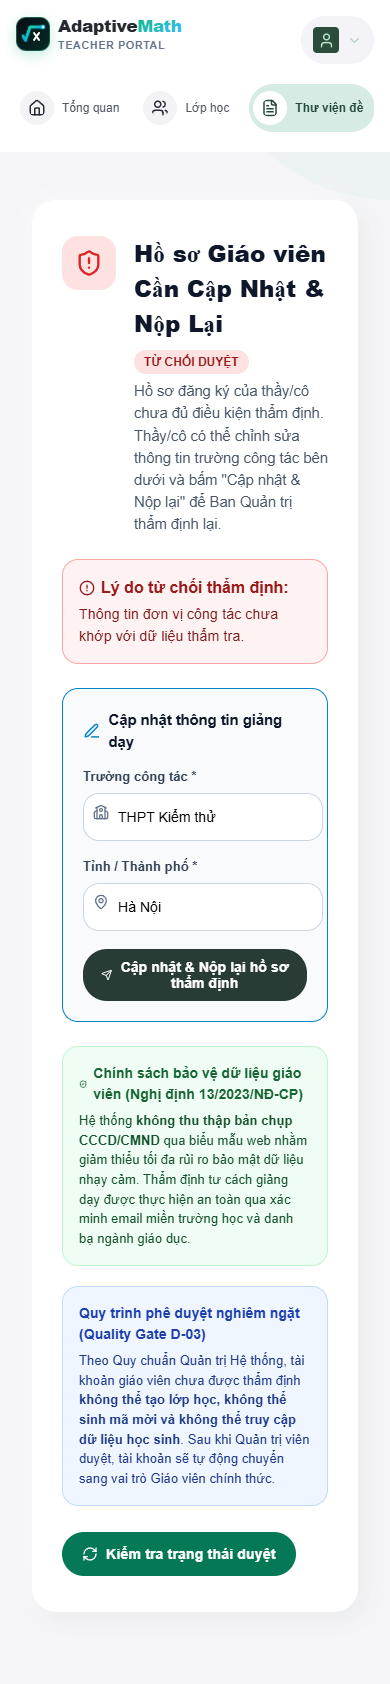 AdaptiveMath
TEACHER PORTAL
Tổng quan
Lớp học
Thư viện đề
Hồ sơ Giáo viên
Cần Cập Nhật &
Nộp Lại
TỪ CHỐI DUYỆT
Hồ sơ đăng ký của thầy/cô
chưa đủ điều kiện thẩm định.
Thầy/cô có thể chỉnh sửa
thông tin trường công tác bên
dưới và bấm "Cập nhật &
Nộp lại" để Ban Quản trị
thẩm định lại.
Lý do từ chối thẩm định:
Thông tin đơn vị công tác chưa
khớp với dữ liệu thẩm tra.
Cập nhật thông tin giảng
dạy
Trường công tác *
THPT Kiểm thử
Tỉnh / Thành phố *
Hà Nội
Cập nhật & Nộp lại hồ sơ
thẩm định
Chính sách bảo vệ dữ liệu giáo
viên (Nghị định 13/2023/NĐ-CP)
Hệ thống không thu thập bản chụp
CCCD/CMND qua biểu mẫu web nhằm
giảm thiểu tối đa rủi ro bảo mật dữ liệu
nhạy cảm. Thẩm định tư cách giảng
dạy được thực hiện an toàn qua xác
minh email miền trường học và danh
bạ ngành giáo dục.
Quy trình phê duyệt nghiêm ngặt
(Quality Gate D-03)
Theo Quy chuẩn Quản trị Hệ thống, tài
khoản giáo viên chưa được thẩm định
không thể tạo lớp học, không thể
sinh mã mời và không thể truy cập
dữ liệu học sinh. Sau khi Quản trị viên
duyệt, tài khoản sẽ tự động chuyển
sang vai trò Giáo viên chính thức.
Kiểm tra trạng thái duyệt